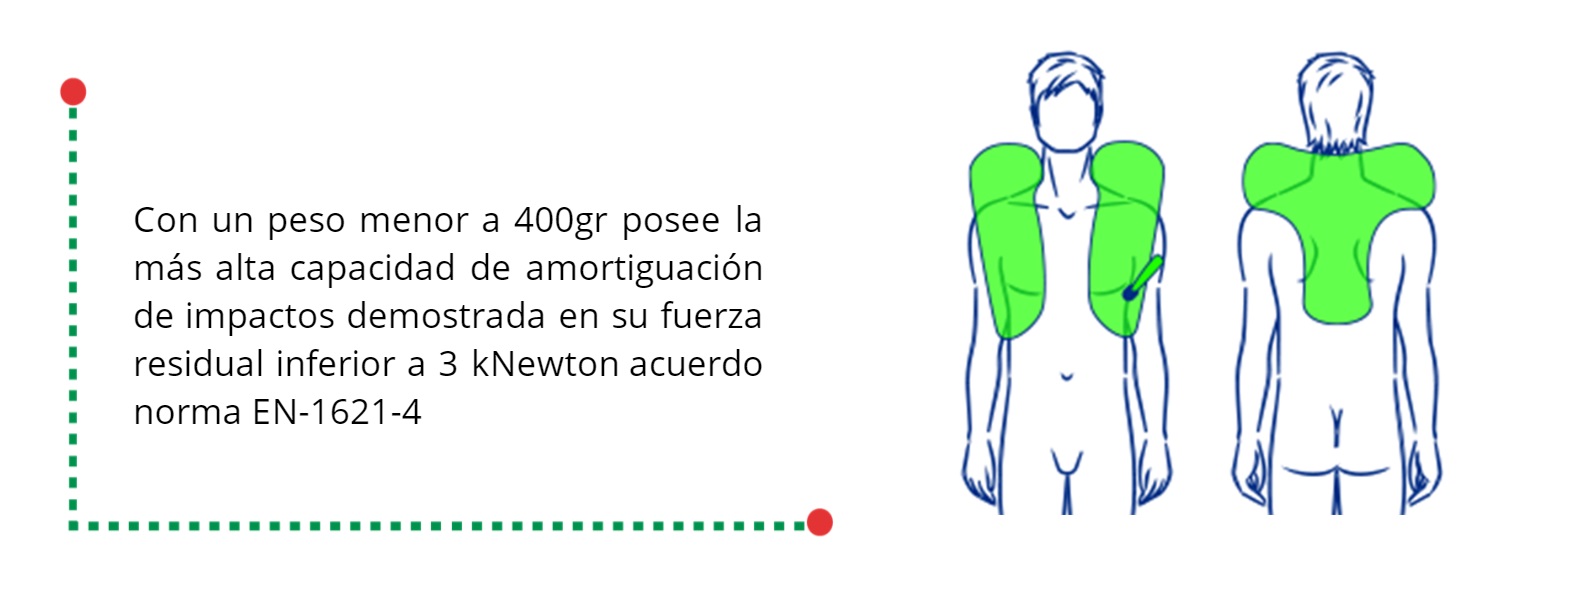 Con un peso menor a 400gr posee la
más alta capacidad de amortiguación
de impactos demostrada en su fuerza
residual inferior a 3 kNewton acuerdo
norma EN-1621-4